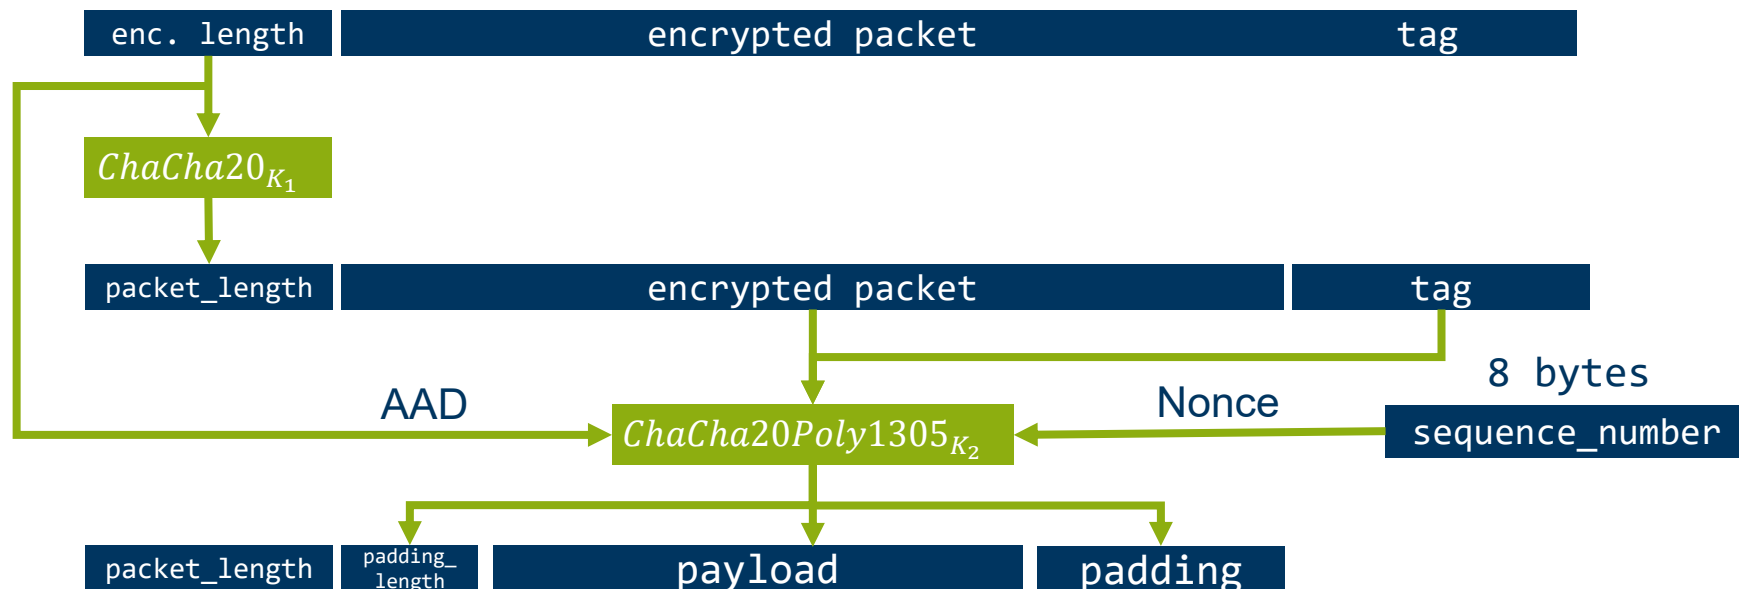 enc. length encrypted packet tag
ChaCha20K₁
packet_length encrypted packet tag
8 bytes
AAD Nonce
ChaCha20Poly1305K₂ sequence_number
packet_length padding_ payload padding
length